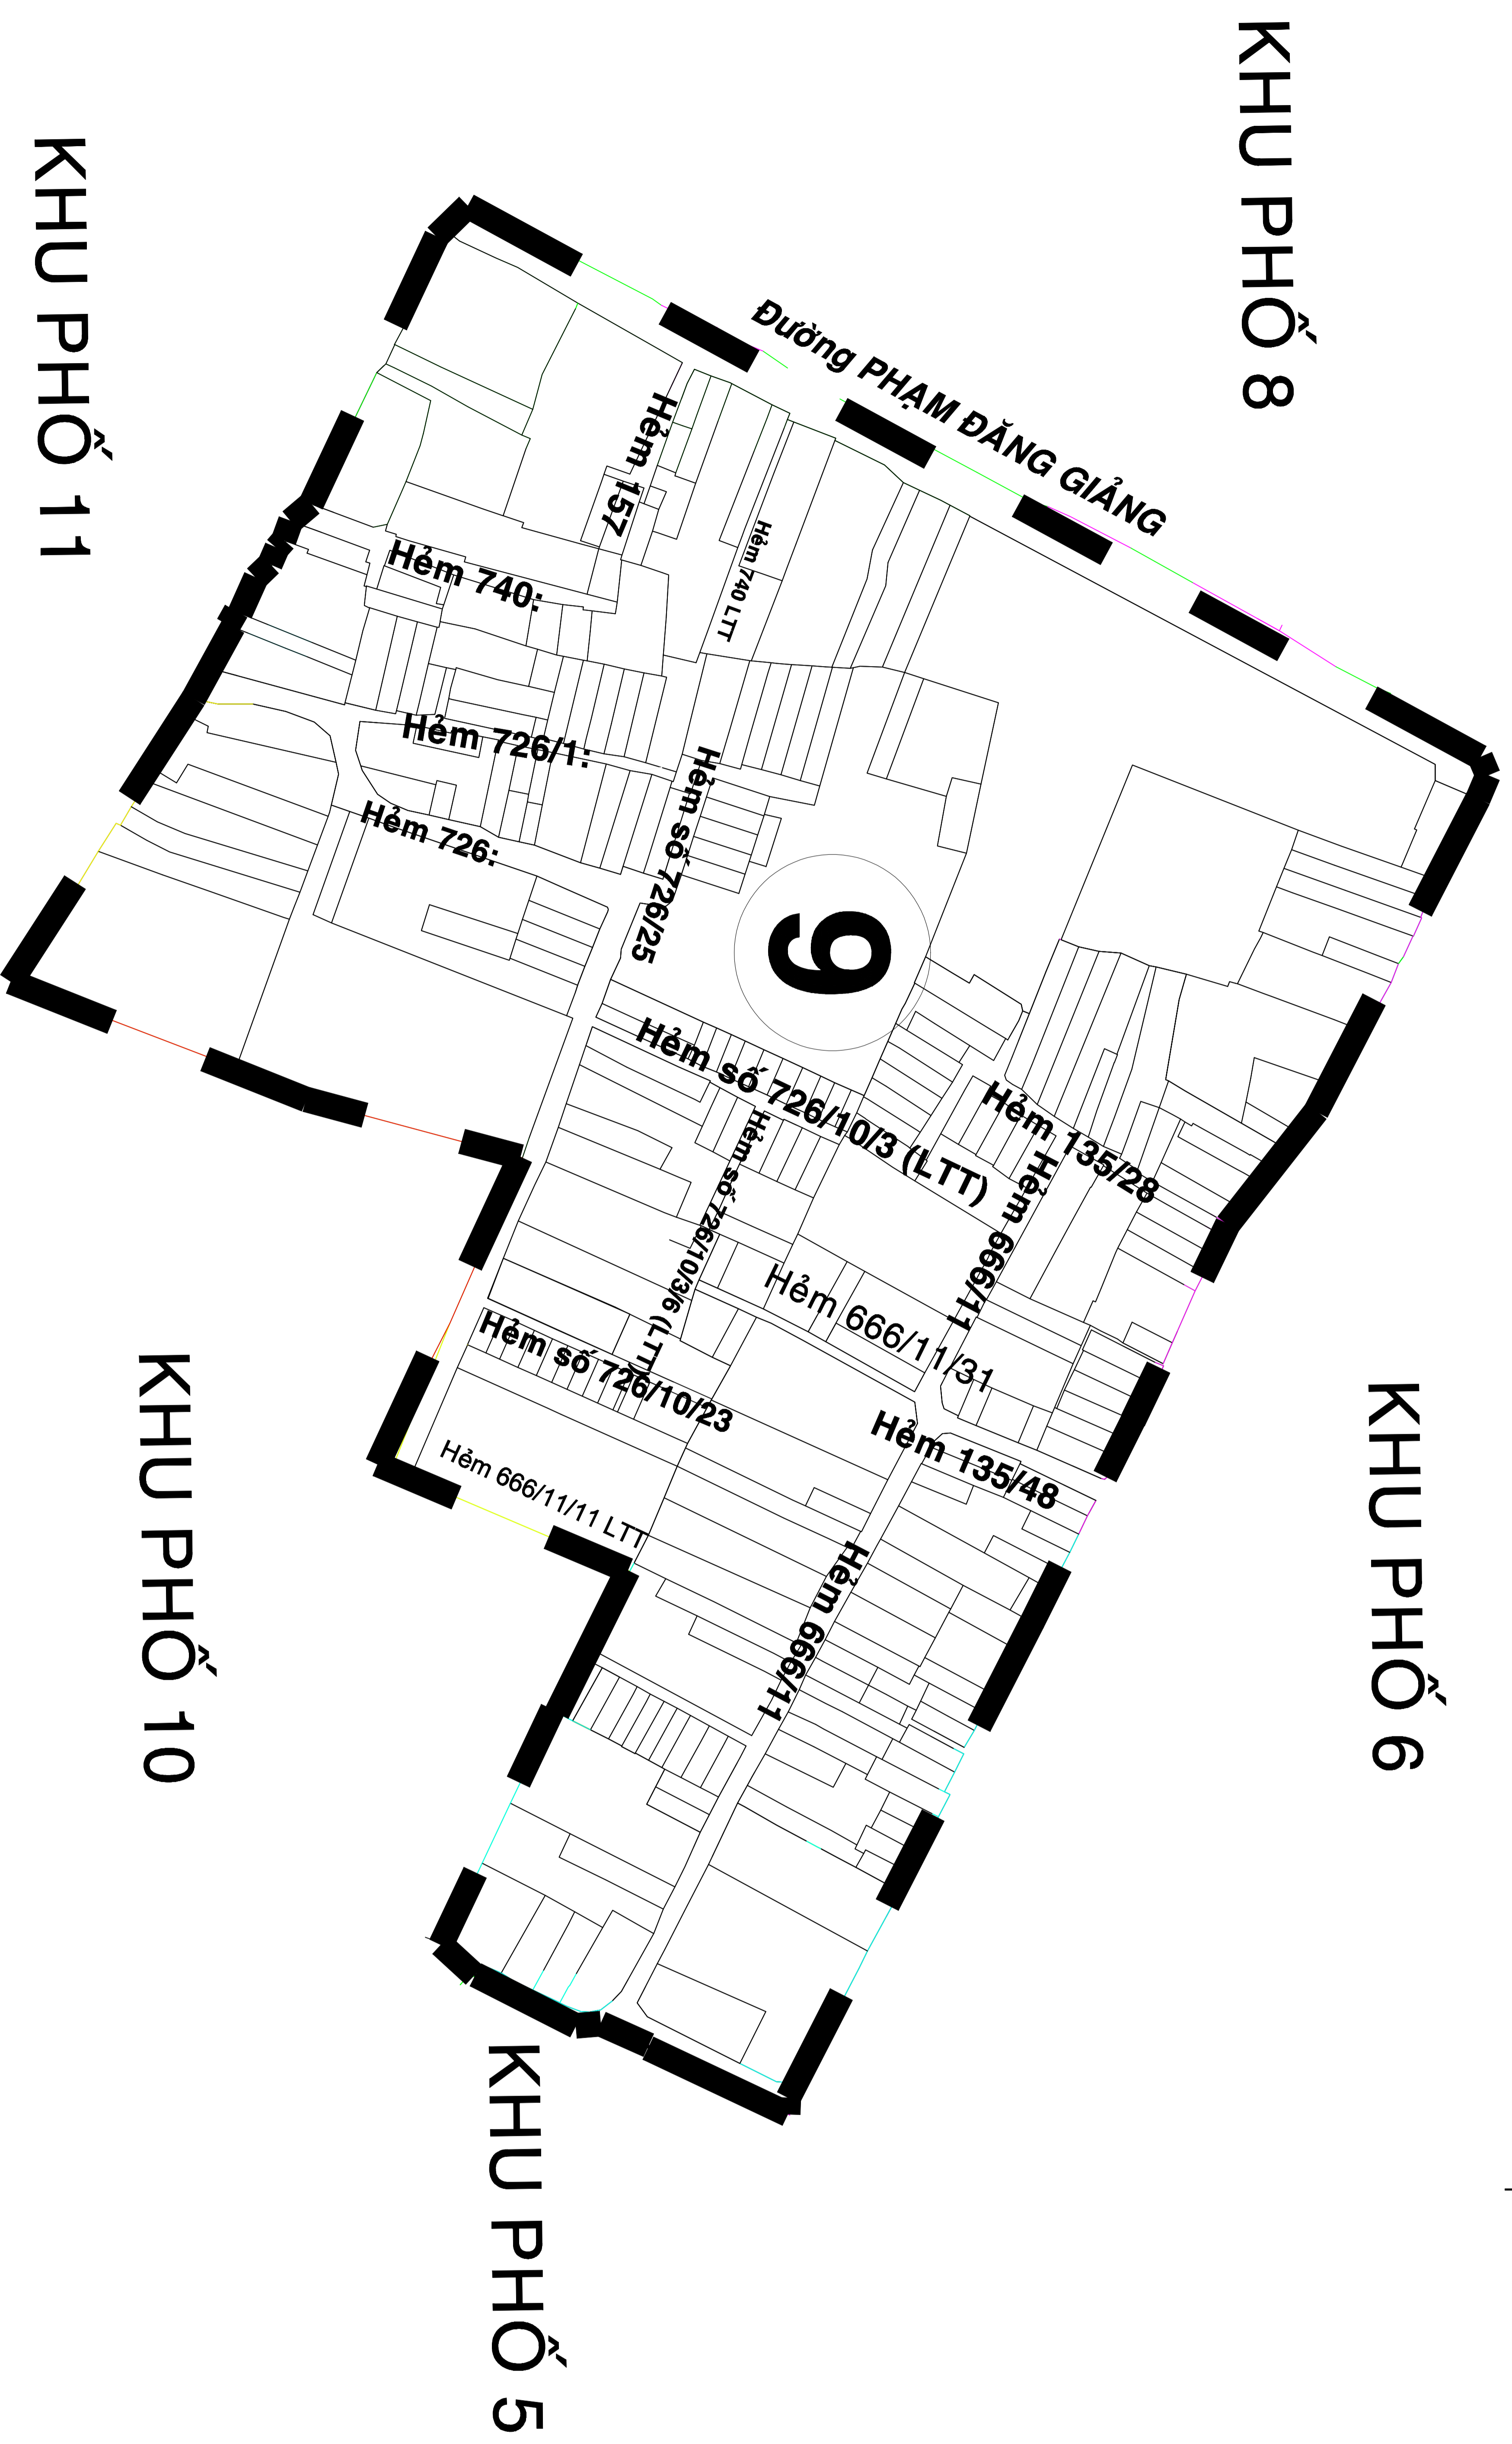 KHU PHỐ 8
KHU PHỐ 11
Đường PHẠM ĐĂNG GIẢNG
Hẻm 157
Hẻm 740 LTT
Hẻm 740:
Hẻm 726/1:
Hẻm số 726/25
Hẻm 726:
9
Hẻm số 726/10/3 (LTT)
Hẻm 135/28
Hẻm số 726/10/3/6 (LTT)
Hẻm 666/11
Hẻm 666/11/31
Hẻm số 726/10/23
Hẻm 135/48
Hẻm 666/11/11 LTT
Hẻm 666/11
KHU PHỐ 10
KHU PHỐ 6
KHU PHỐ 5